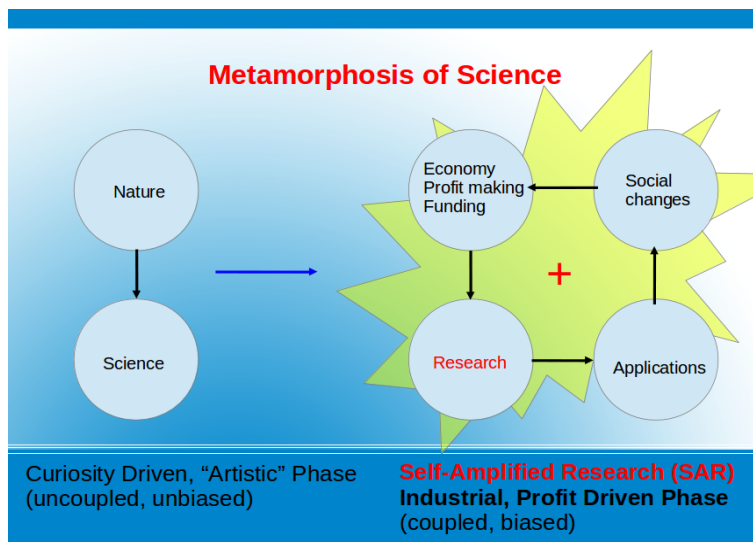 Metamorphosis of Science
Nature
Science
Economy
Profit making
Funding
Social
changes
+
Research
Applications
Curiosity Driven, “Artistic” Phase
(uncoupled, unbiased)
Self-Amplified Research (SAR)
Industrial, Profit Driven Phase
(coupled, biased)